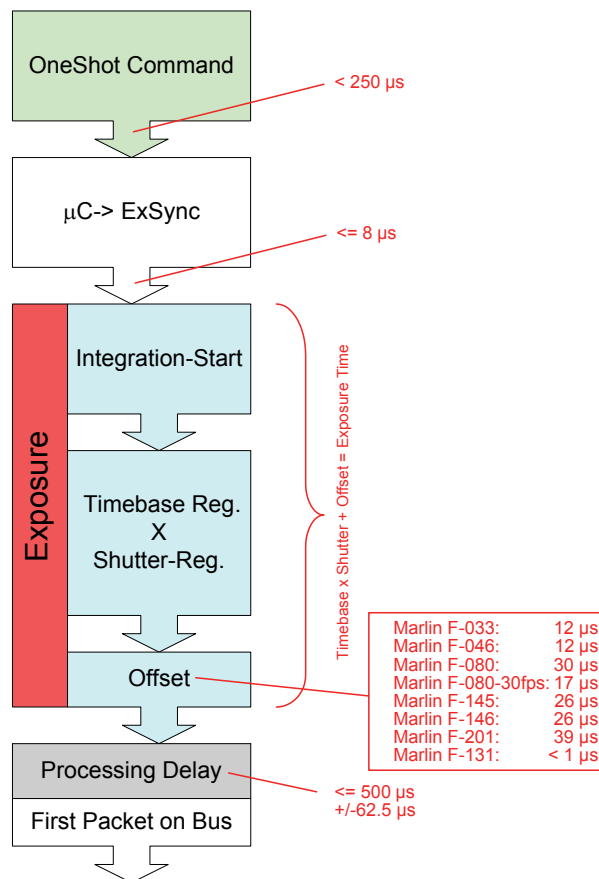 OneShot Command
< 250 µs
µC-> ExSync
<= 8 µs
Exposure
Integration-Start
Timebase Reg.
X
Shutter-Reg.
Offset
Timebase x Shutter + Offset = Exposure Time
Marlin F-033: 12 µs
Marlin F-046: 12 µs
Marlin F-080: 30 µs
Marlin F-080-30fps: 17 µs
Marlin F-145: 26 µs
Marlin F-146: 26 µs
Marlin F-201: 39 µs
Marlin F-131: < 1 µs
Processing Delay
<= 500 µs
+/-62.5 µs
First Packet on Bus